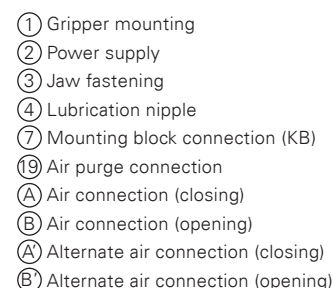 ① Gripper mounting
② Power supply
③ Jaw fastening
④ Lubrication nipple
⑦ Mounting block connection (KB)
⑲ Air purge connection
Ⓐ Air connection (closing)
Ⓑ Air connection (opening)
Ⓐ' Alternate air connection (closing)
Ⓑ' Alternate air connection (opening)